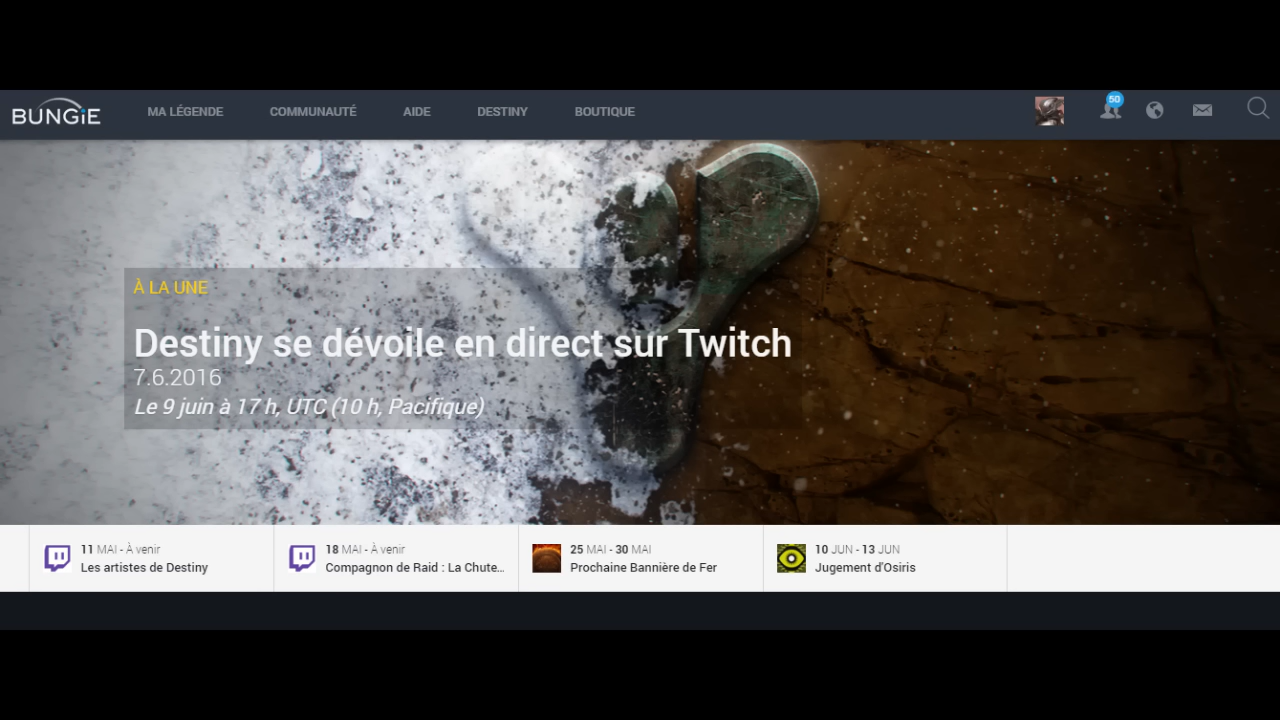 BUNGiE
MA LÉGENDE COMMUNAUTÉ AIDE DESTINY BOUTIQUE
50
À LA UNE
Destiny se dévoile en direct sur Twitch
7.6.2016
Le 9 juin à 17 h, UTC (10 h, Pacifique)
11 MAI - À venir
Les artistes de Destiny
18 MAI - À venir
Compagnon de Raid : La Chute...
25 MAI - 30 MAI
Prochaine Bannière de Fer
10 JUN - 13 JUN
Jugement d'Osiris